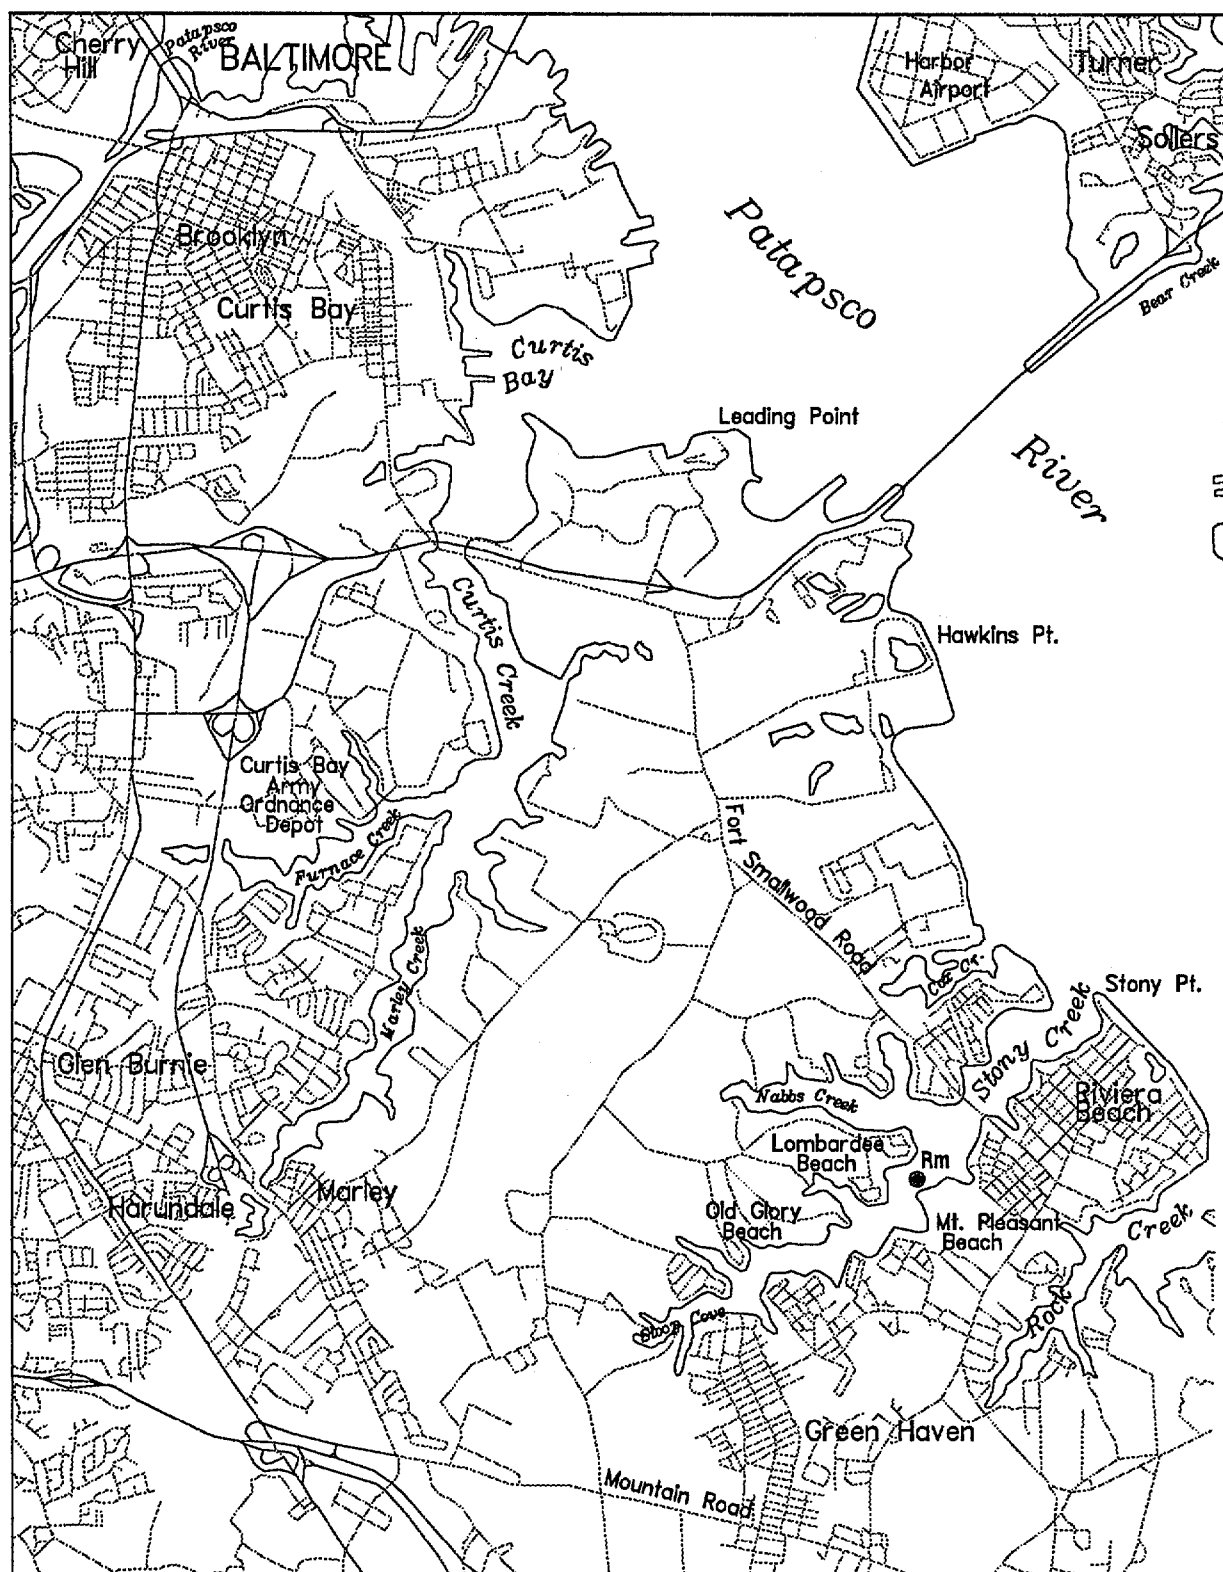 Cherry
Hill
Patapsco
River
BALTIMORE
Harbor
Airport
Turner
Sollers
Brooklyn
Patapsco
Bear Creek
Curtis Bay
Curtis
Bay
Leading Point
River
Curtis Creek
Hawkins Pt.
Curtis Bay
Army
Ordnance
Depot
Furnace Creek
Fort Smallwood Road
Marley Creek
Cox Cr.
Stony Creek
Stony Pt.
Glen Burnie
Nabbs Creek
Riviera
Beach
Lombardee
Beach
Rm
Harundale
Marley
Old Glory
Beach
Mt. Pleasant
Beach
Creek
Rock
Cove
Green Haven
Mountain Road